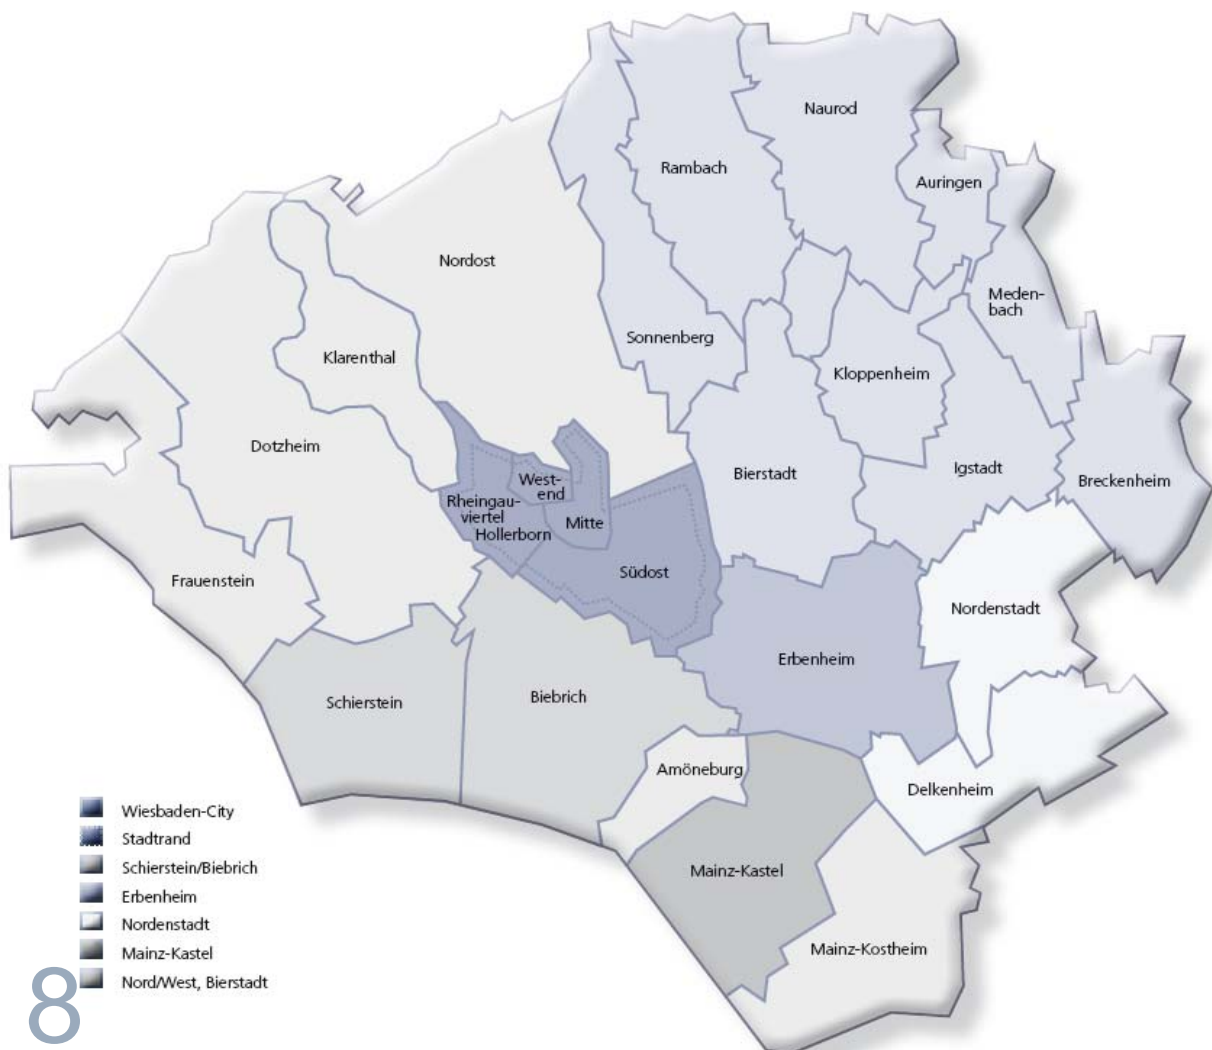 Naurod
Rambach
Auringen
Nordost
Meden-
bach
Sonnenberg
Klarenthal
Kloppenheim
Dotzheim
Bierstadt
Igstadt
Breckenheim
West-
end
Rheingau-
viertel
Hollerborn
Mitte
Südost
Frauenstein
Nordenstadt
Erbenheim
Schierstein
Biebrich
Amöneburg
Delkenheim
Mainz-Kastel
Mainz-Kostheim
Wiesbaden-City
Stadtrand
Schierstein/Biebrich
Erbenheim
Nordenstadt
Mainz-Kastel
Nord/West, Bierstadt
8